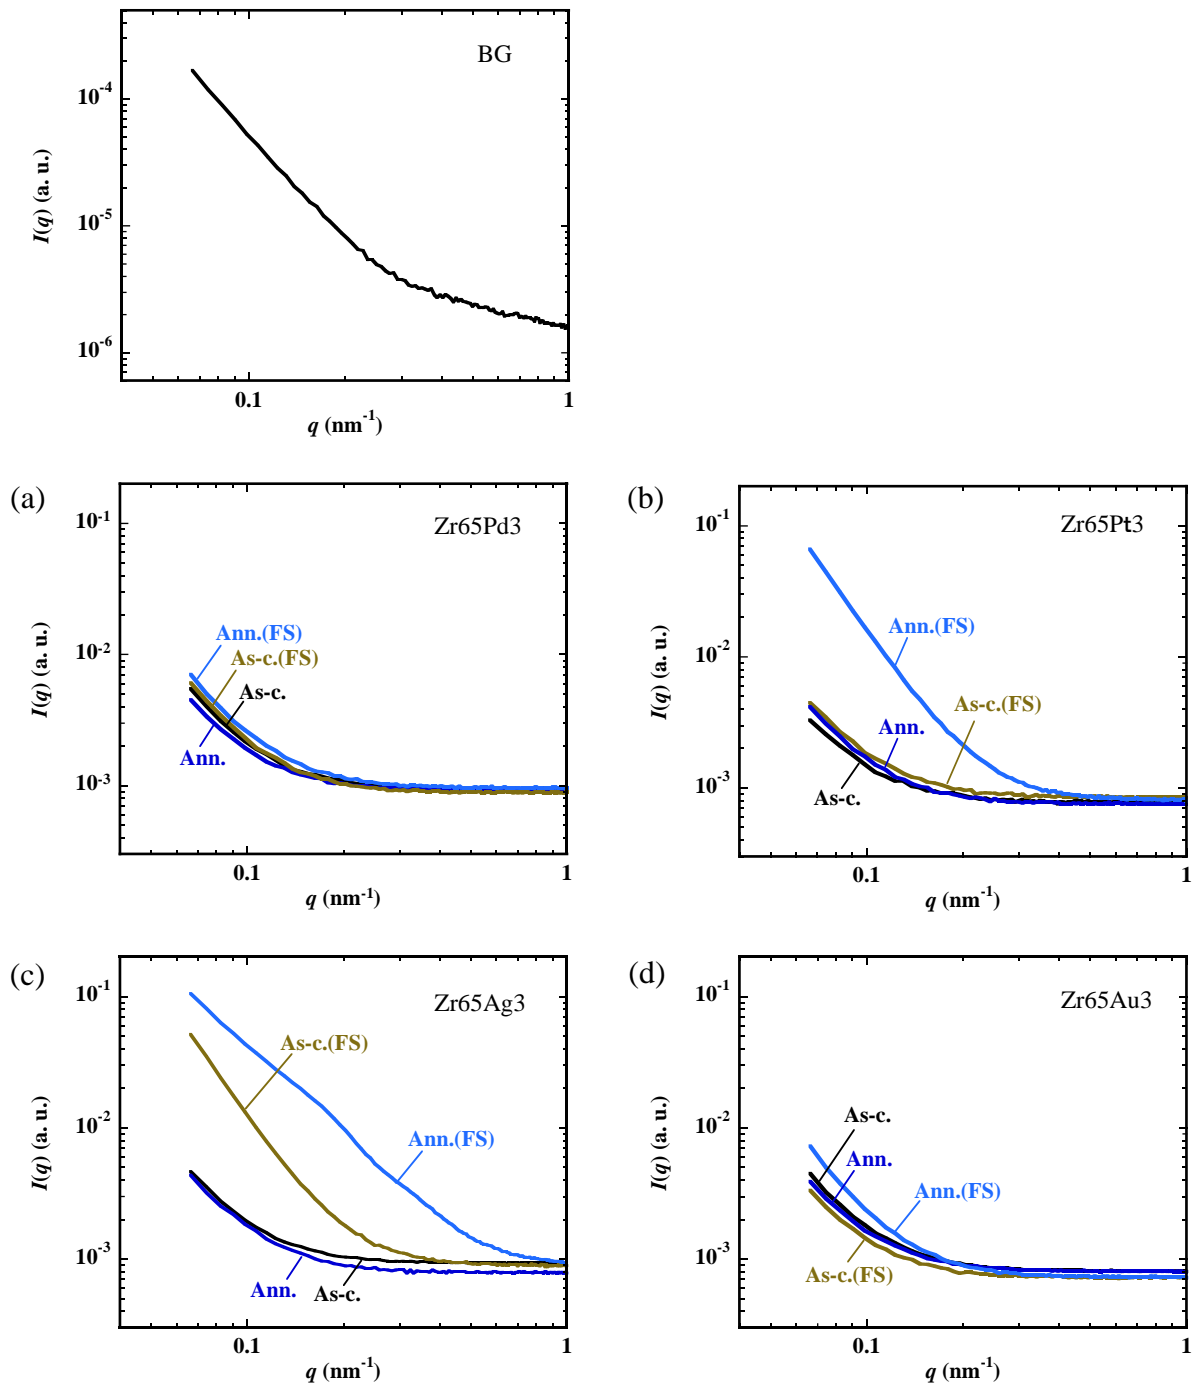 BG
10⁻⁴
10⁻⁵
10⁻⁶
I(q) (a. u.)
0.1
1
q (nm⁻¹)
(a)
Zr65Pd3
10⁻¹
10⁻²
10⁻³
I(q) (a. u.)
Ann.(FS)
As-c.(FS)
As-c.
Ann.
0.1
1
q (nm⁻¹)
(b)
Zr65Pt3
10⁻¹
10⁻²
10⁻³
I(q) (a. u.)
Ann.(FS)
As-c.(FS)
Ann.
As-c.
0.1
1
q (nm⁻¹)
(c)
Zr65Ag3
10⁻¹
10⁻²
10⁻³
I(q) (a. u.)
As-c.(FS)
Ann.(FS)
Ann.
As-c.
0.1
1
q (nm⁻¹)
(d)
Zr65Au3
10⁻¹
10⁻²
10⁻³
I(q) (a. u.)
As-c.
Ann.
Ann.(FS)
As-c.(FS)
0.1
1
q (nm⁻¹)